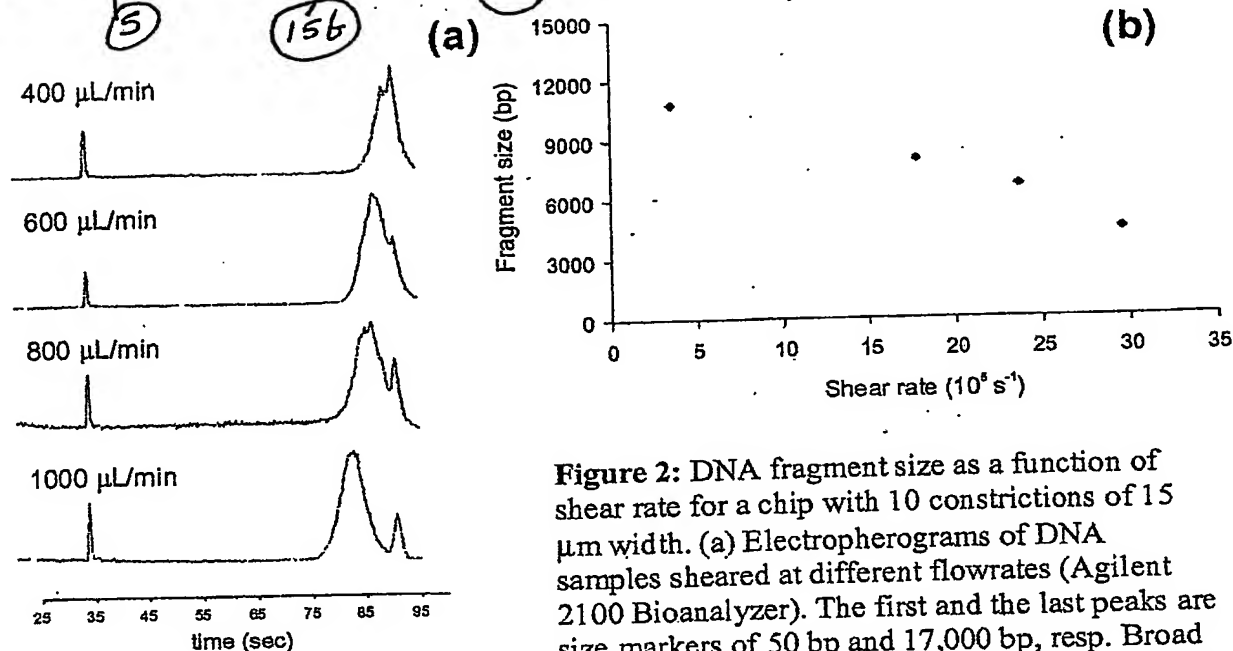 5
156
(a)
400 µL/min
600 µL/min
800 µL/min
1000 µL/min
25 35 45 55 65 75 85 95
time (sec)
(b)
Fragment size (bp)
15000
12000
9000
6000
3000
0
0 5 10 15 20 25 30 35
Shear rate (10⁵ s⁻¹)
Figure 2: DNA fragment size as a function of
shear rate for a chip with 10 constrictions of 15
µm width. (a) Electropherograms of DNA
samples sheared at different flowrates (Agilent
2100 Bioanalyzer). The first and the last peaks are
size markers of 50 bp and 17,000 bp, resp. Broad